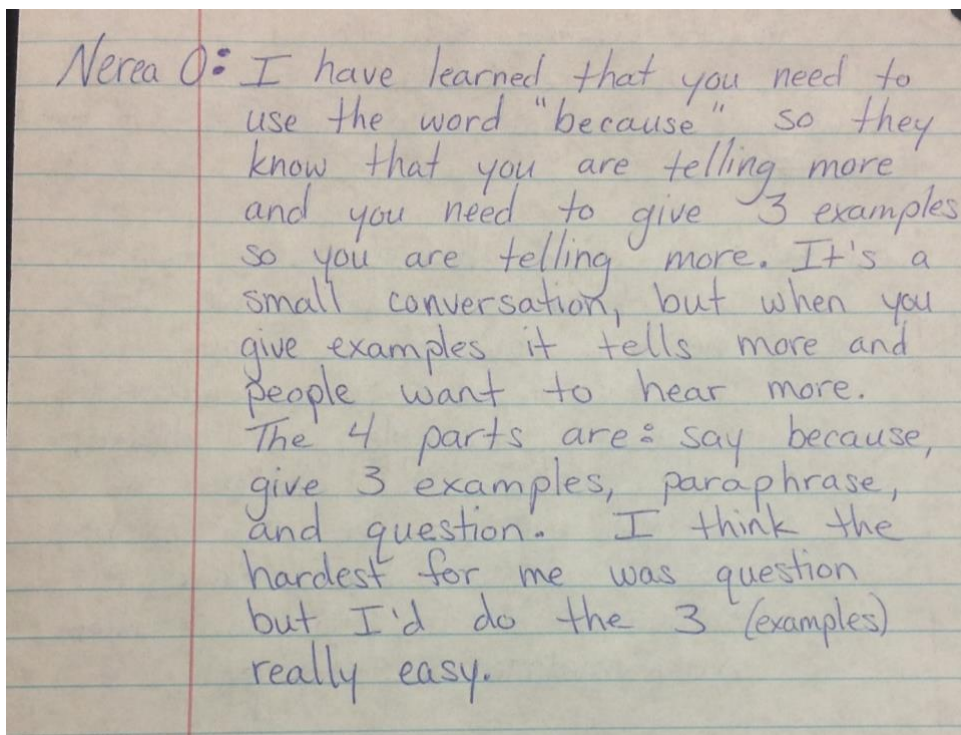 Nerea O: I have learned that you need to
use the word "because" so they
know that you are telling more
and you need to give 3 examples
so you are telling more. It's a
small conversation, but when you
give examples it tells more and
people want to hear more.
The 4 parts are: say because,
give 3 examples, paraphrase,
and question. I think the
hardest for me was question
but I'd do the 3 (examples)
really easy.